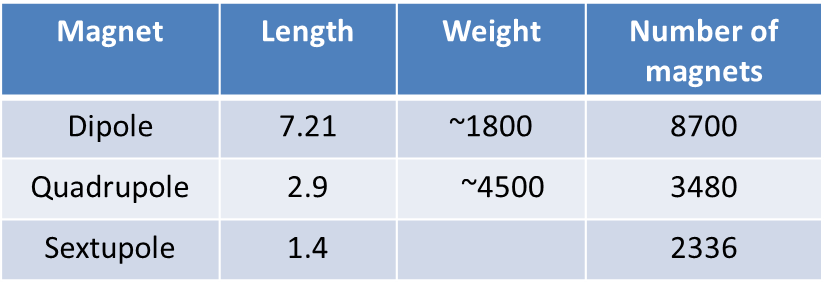 Magnet Length Weight Number of magnets
Dipole 7.21 ~1800 8700
Quadrupole 2.9 ~4500 3480
Sextupole 1.4 2336